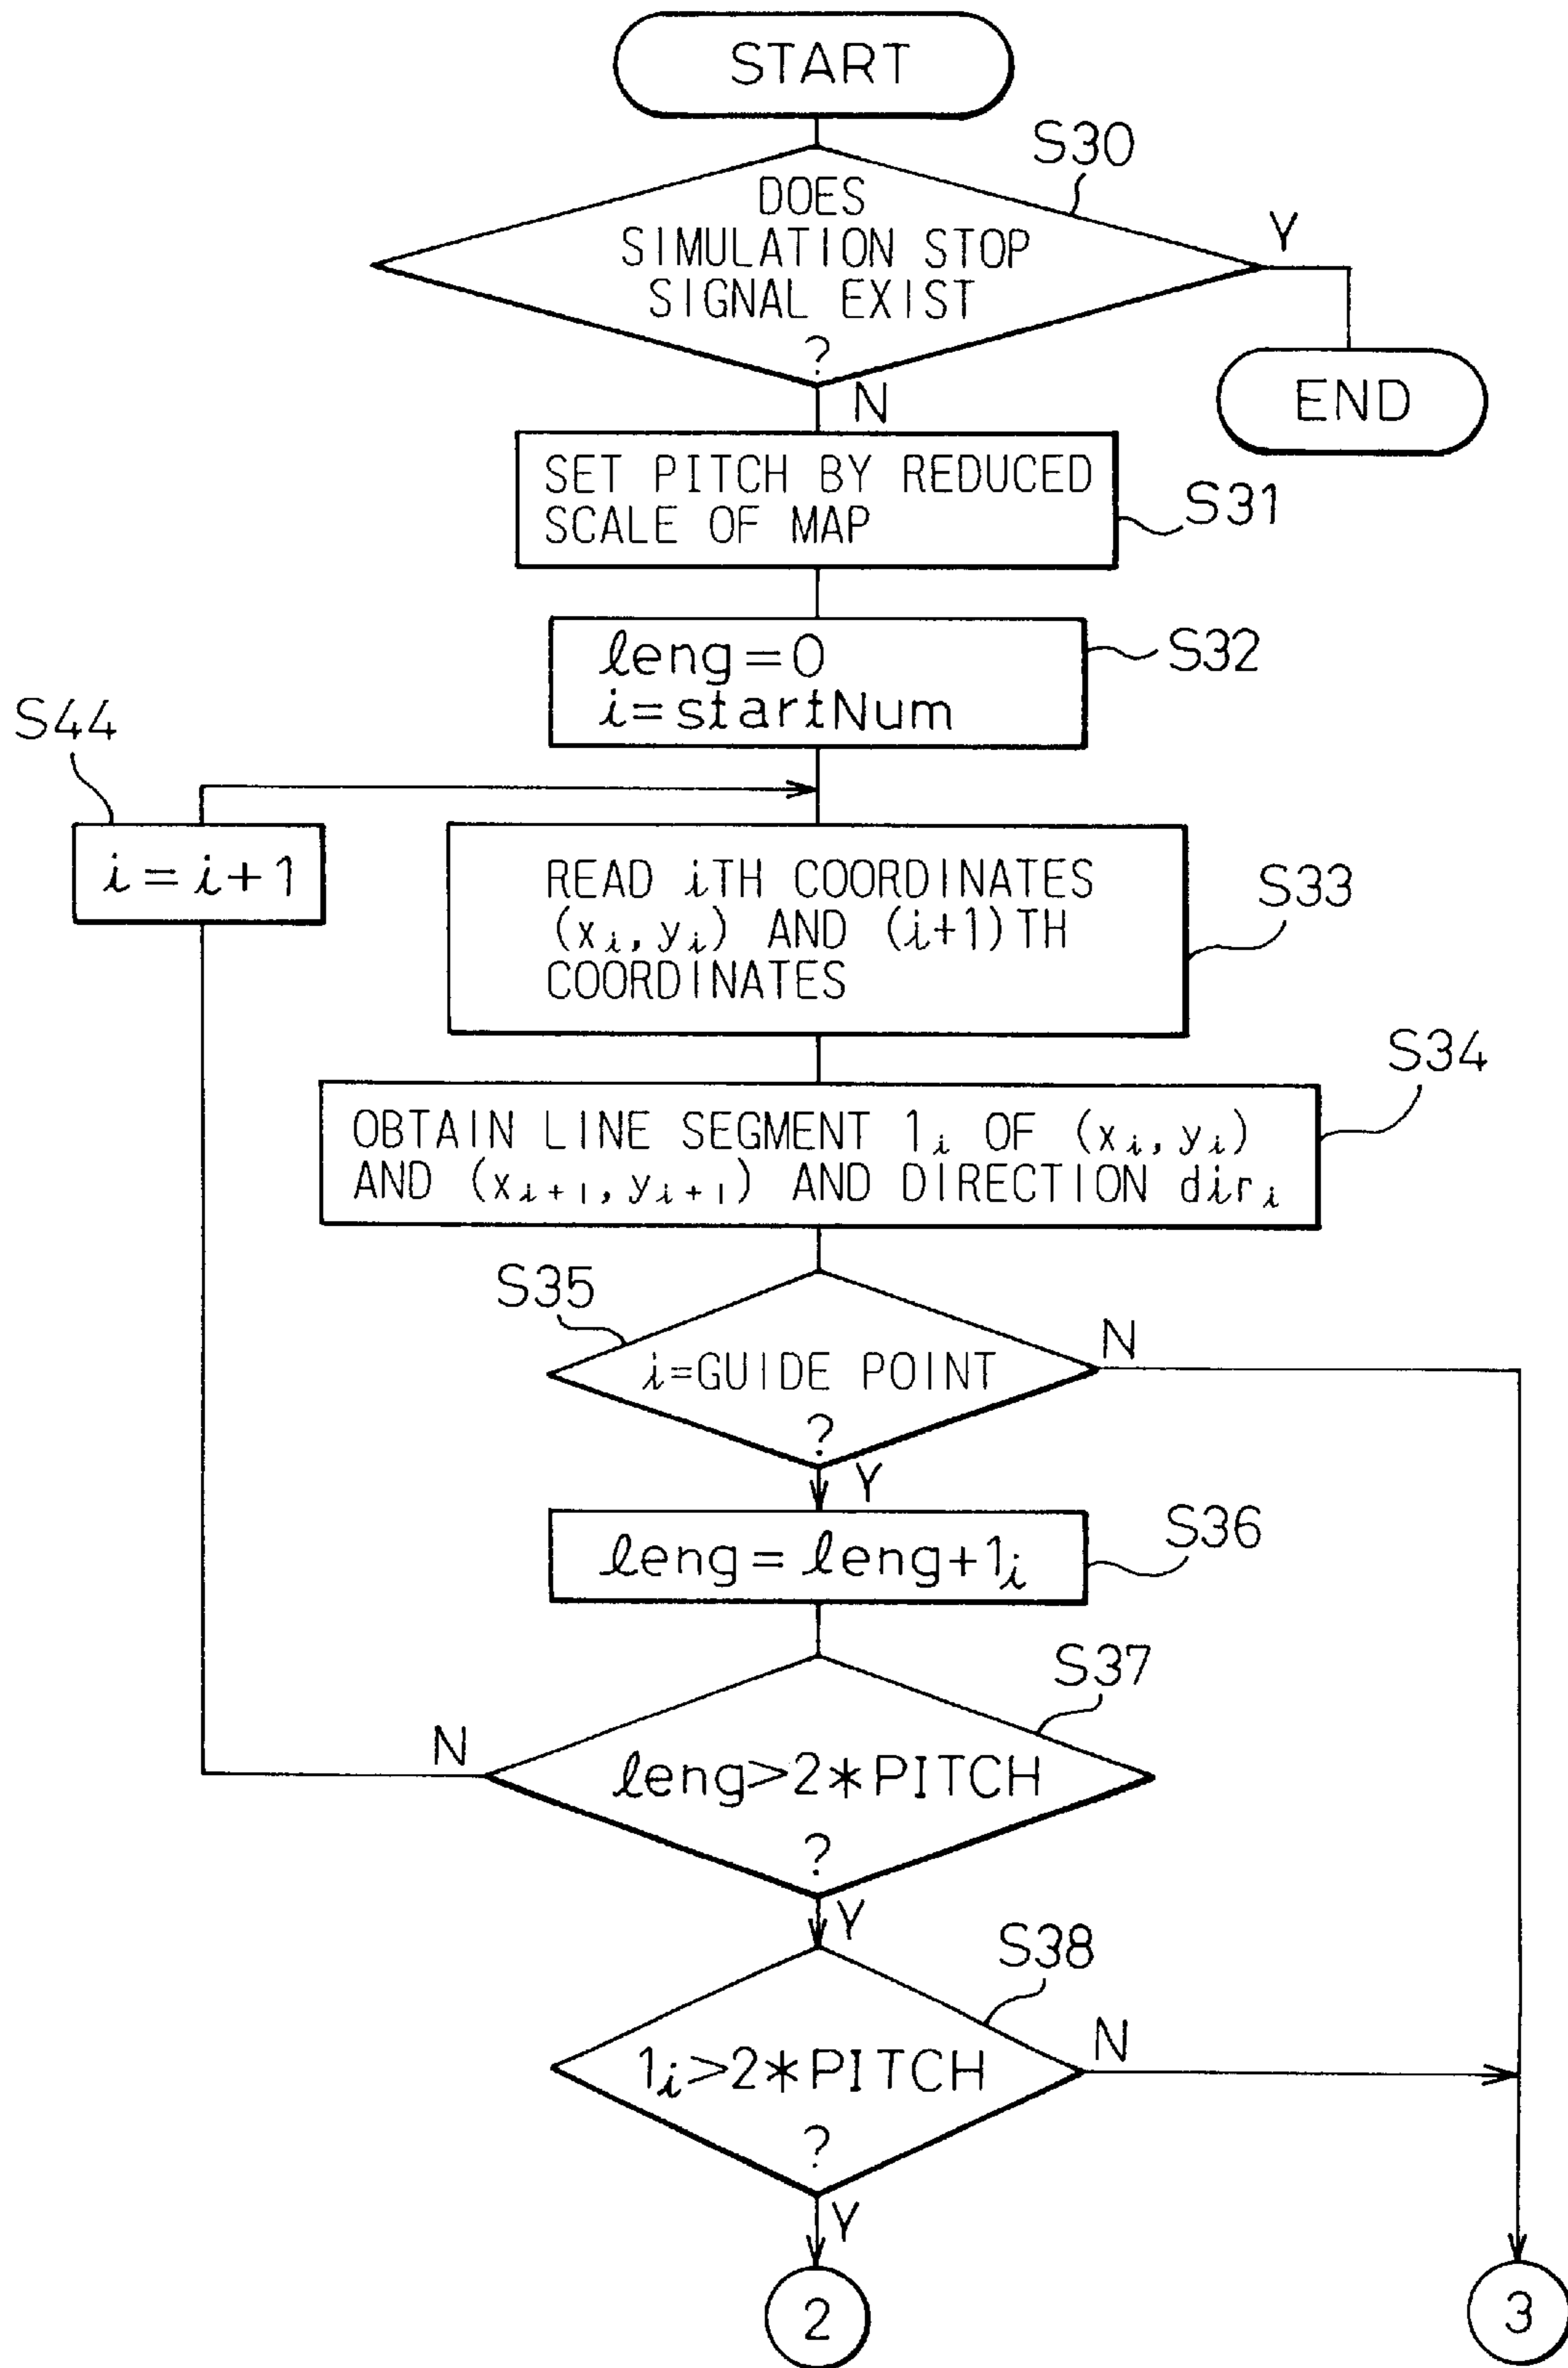 START
S30
DOES
SIMULATION STOP
SIGNAL EXIST
?
Y
END
N
SET PITCH BY REDUCED
SCALE OF MAP
S31
leng=0
i=startNum
S32
S44
i=i+1
READ iTH COORDINATES
(xi, yi) AND (i+1)TH
COORDINATES
S33
S34
OBTAIN LINE SEGMENT 1i OF (xi, yi)
AND (xi+1, yi+1) AND DIRECTION diri
S35
i=GUIDE POINT
?
N
Y
leng=leng+1i
S36
S37
N
leng>2*PITCH
?
Y
S38
1i>2*PITCH
?
N
Y
2
3